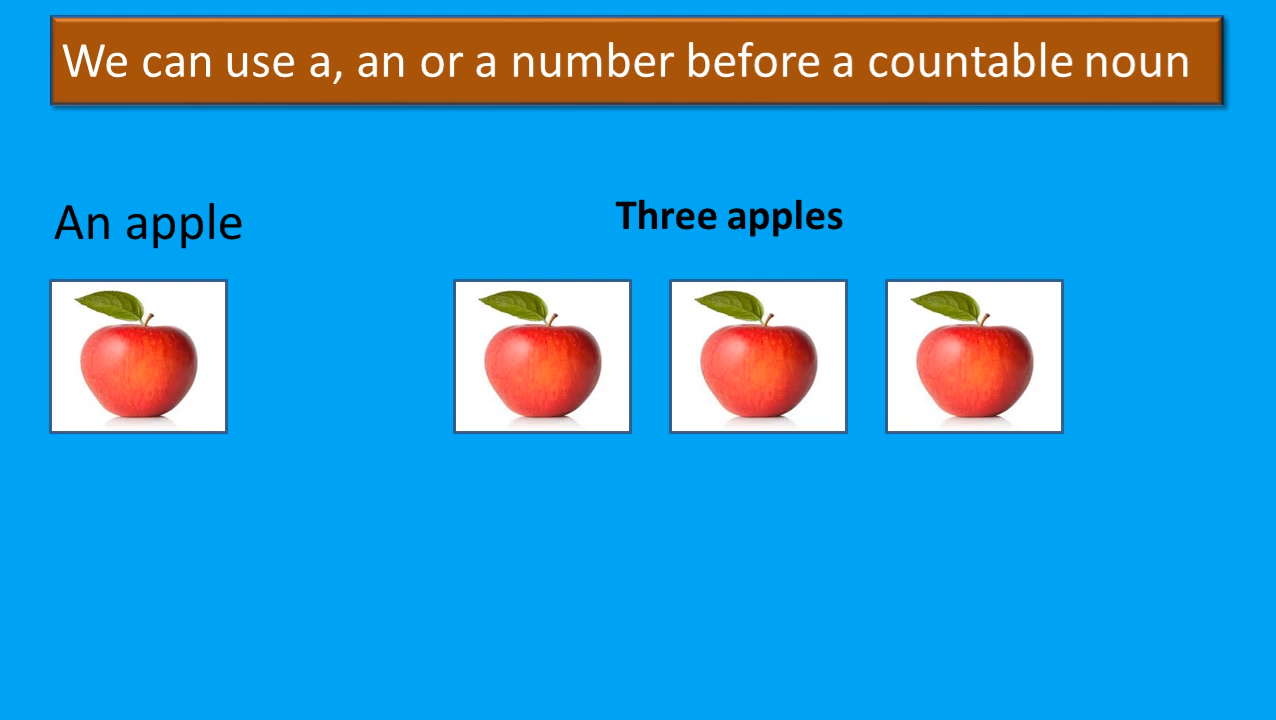 We can use a, an or a number before a countable noun
An apple
Three apples